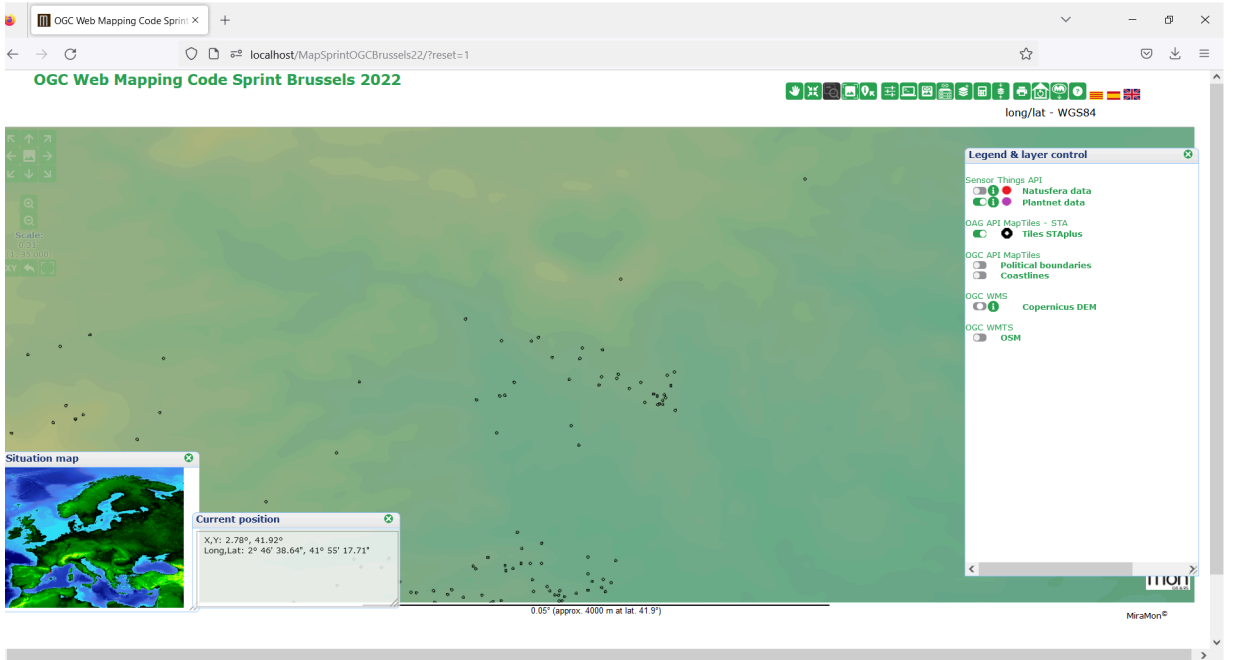 OGC Web Mapping Code Sprint
localhost/MapSprintOGCBrussels22/?reset=1
OGC Web Mapping Code Sprint Brussels 2022
long/lat - WGS84
Legend & layer control
Sensor Things API
Natusfera data
Plantnet data
OAG API MapTiles - STA
Tiles STAplus
OGC API MapTiles
Political boundaries
Coastlines
OGC WMS
Copernicus DEM
OGC WMTS
OSM
Scale:
XY
Situation map
Current position
X,Y: 2.78°, 41.92°
Long,Lat: 2° 46' 38.64", 41° 55' 17.71"
0.05° (approx. 4000 m at lat. 41.9°)
MiraMon©